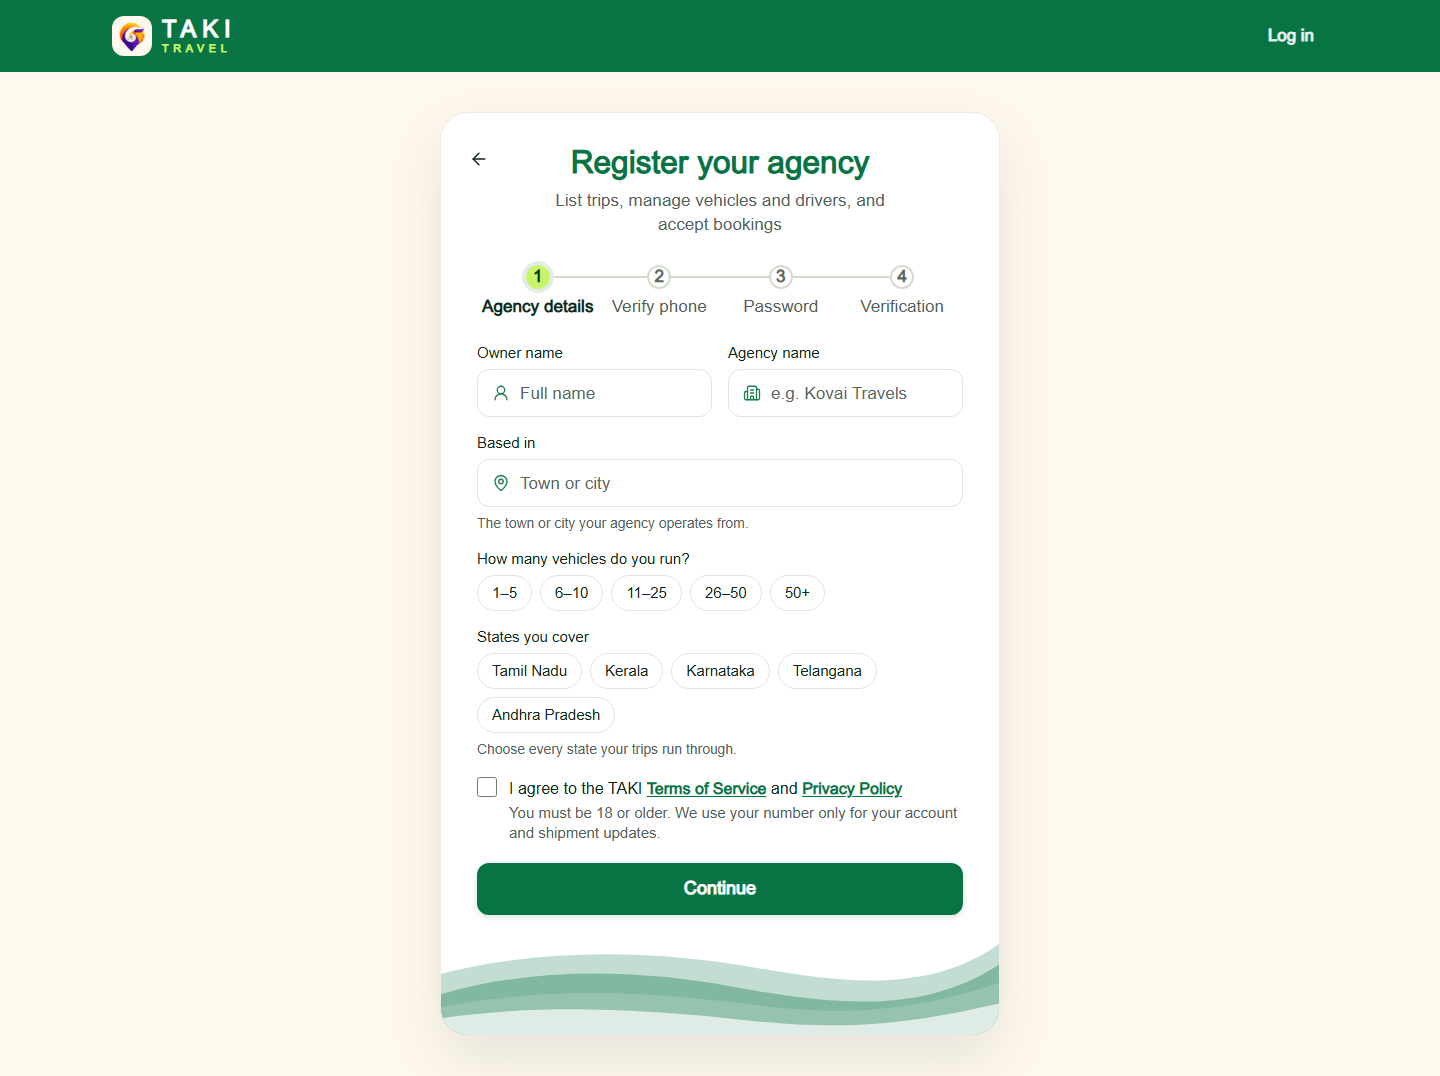 TAKI
TRAVEL
Log in
Register your agency
List trips, manage vehicles and drivers, and
accept bookings
1 2 3 4
Agency details Verify phone Password Verification
Owner name Agency name
Full name e.g. Kovai Travels
Based in
Town or city
The town or city your agency operates from.
How many vehicles do you run?
1–5 6–10 11–25 26–50 50+
States you cover
Tamil Nadu Kerala Karnataka Telangana
Andhra Pradesh
Choose every state your trips run through.
I agree to the TAKI Terms of Service and Privacy Policy
You must be 18 or older. We use your number only for your account
and shipment updates.
Continue